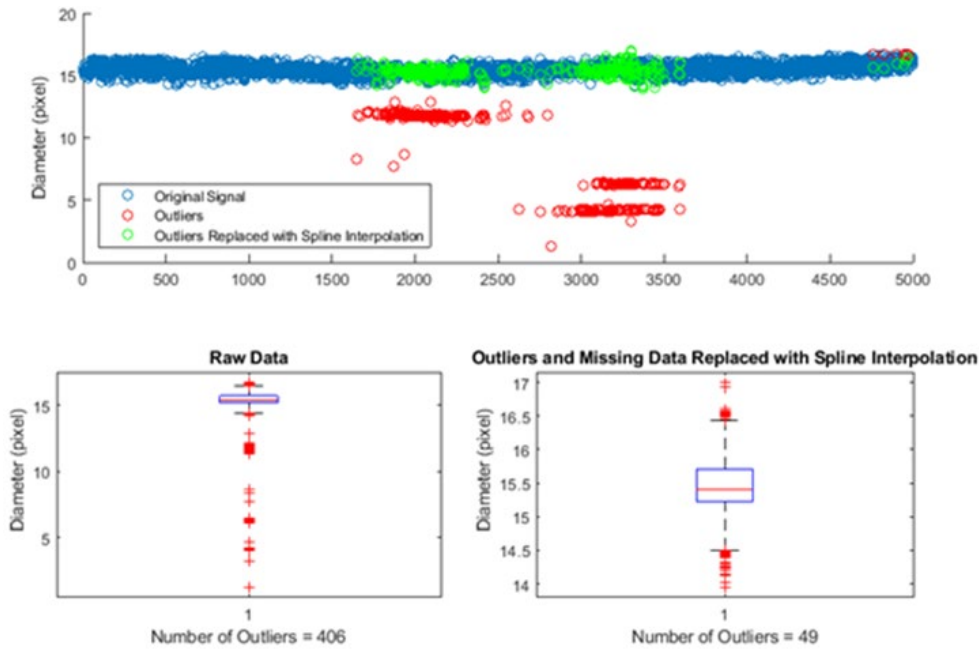 20
15
10
5
0
Diameter (pixel)
Original Signal
Outliers
Outliers Replaced with Spline Interpolation
0 500 1000 1500 2000 2500 3000 3500 4000 4500 5000
Raw Data
15
10
5
Diameter (pixel)
1
Number of Outliers = 406
Outliers and Missing Data Replaced with Spline Interpolation
17
16.5
16
15.5
15
14.5
14
Diameter (pixel)
1
Number of Outliers = 49